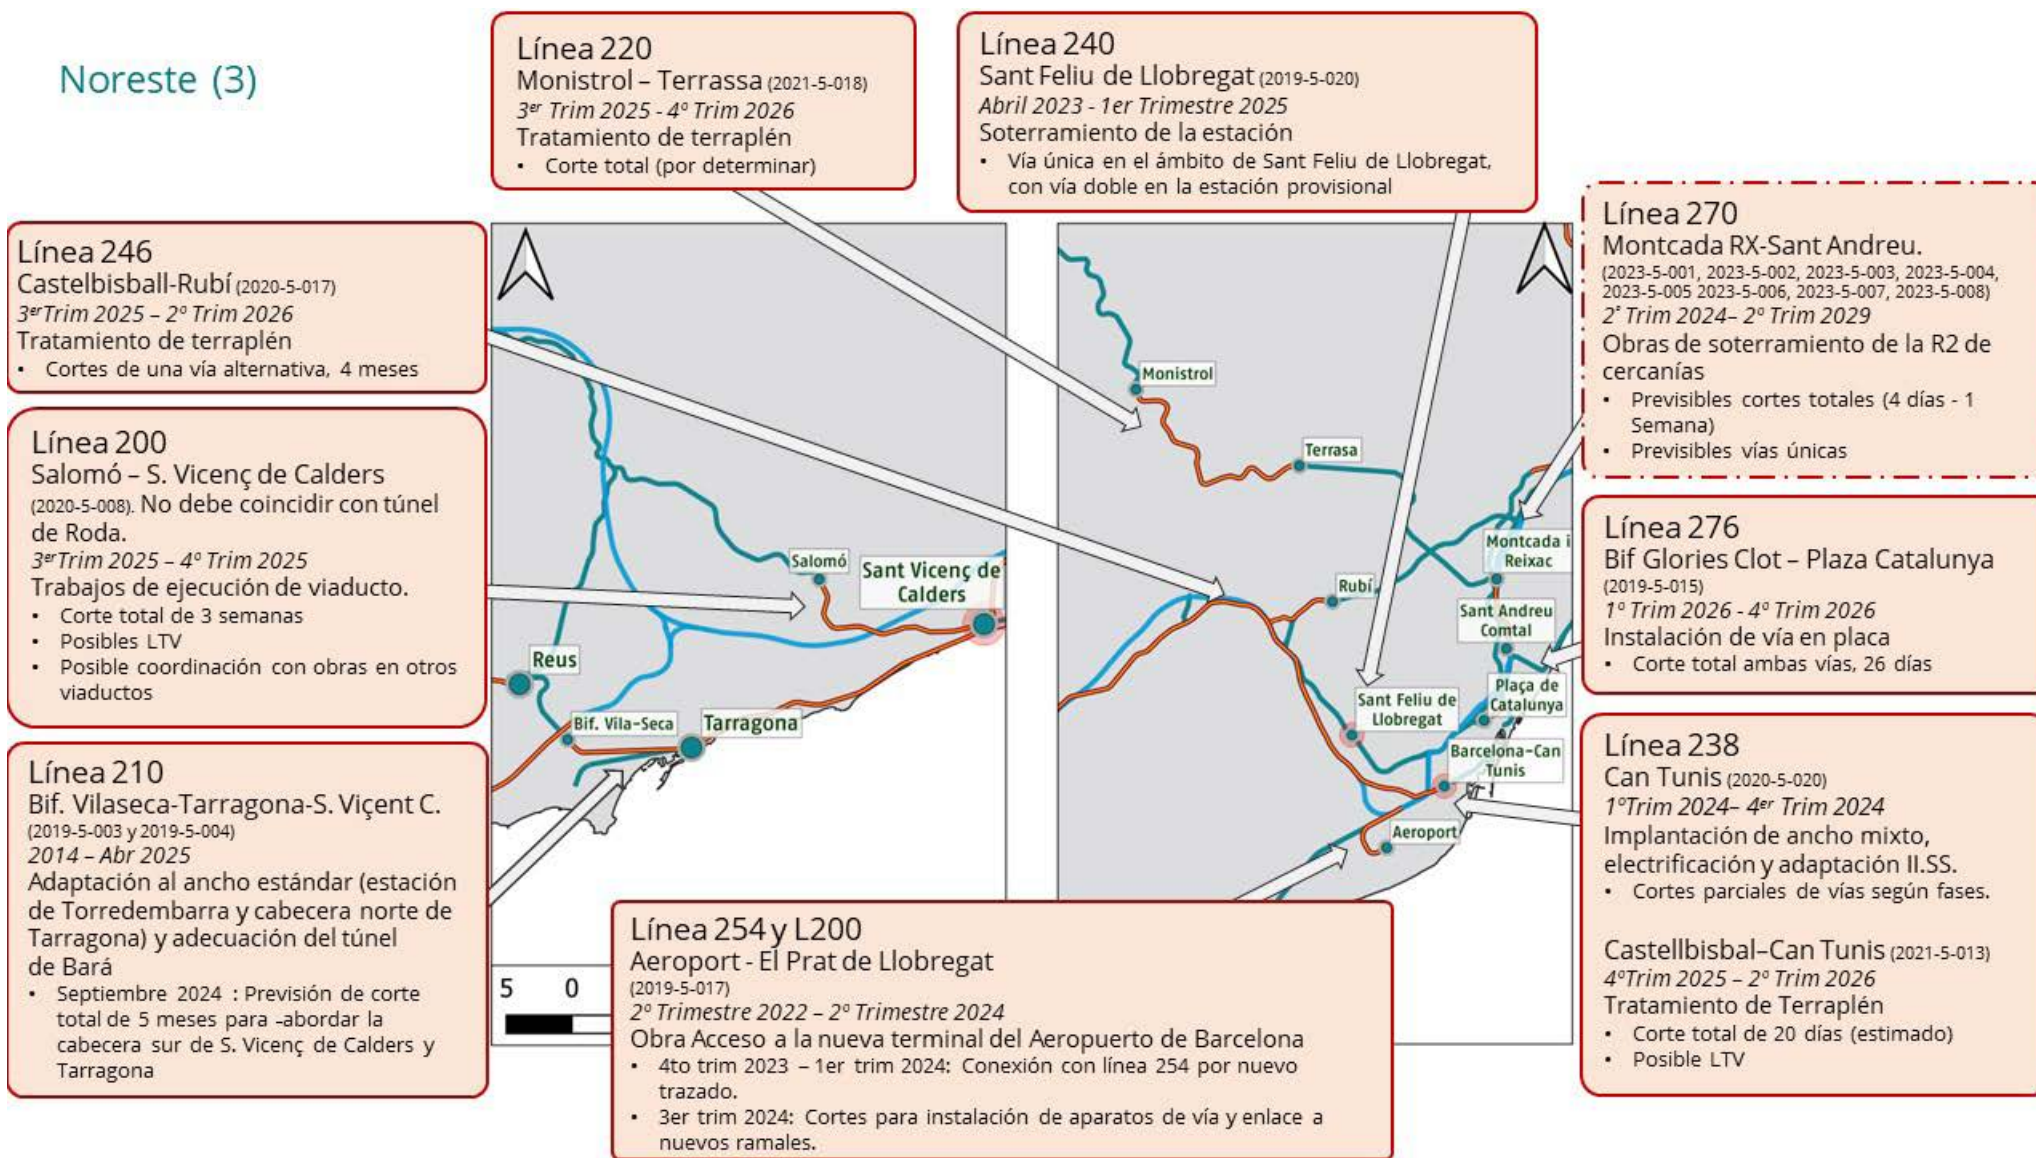 Noreste (3)
Línea 220
Monistrol – Terrassa (2021-5-018)
3er Trim 2025 - 4º Trim 2026
Tratamiento de terraplén
• Corte total (por determinar)
Línea 240
Sant Feliu de Llobregat (2019-5-020)
Abril 2023 - 1er Trimestre 2025
Soterramiento de la estación
• Vía única en el ámbito de Sant Feliu de Llobregat,
con vía doble en la estación provisional
Línea 246
Castelbisball-Rubí (2020-5-017)
3erTrim 2025 – 2º Trim 2026
Tratamiento de terraplén
• Cortes de una vía alternativa, 4 meses
Línea 200
Salomó – S. Vicenç de Calders
(2020-5-008). No debe coincidir con túnel
de Roda.
3erTrim 2025 – 4º Trim 2025
Trabajos de ejecución de viaducto.
• Corte total de 3 semanas
• Posibles LTV
• Posible coordinación con obras en otros
viaductos
Línea 210
Bif. Vilaseca-Tarragona-S. Viçent C.
(2019-5-003 y 2019-5-004)
2014 – Abr 2025
Adaptación al ancho estándar (estación
de Torredembarra y cabecera norte de
Tarragona) y adecuación del túnel
de Bará
• Septiembre 2024 : Previsión de corte
total de 5 meses para –abordar la
cabecera sur de S. Vicenç de Calders y
Tarragona
Salomó
Sant Vicenç de
Calders
Reus
Bif. Vila-Seca
Tarragona
5 0
Monistrol
Terrasa
Montcada i
Reixac
Rubí
Sant Andreu
Comtal
Sant Feliu de
Llobregat
Plaça de
Catalunya
Barcelona-Can
Tunis
Aeroport
Línea 254 y L200
Aeroport - El Prat de Llobregat
(2019-5-017)
2º Trimestre 2022 – 2º Trimestre 2024
Obra Acceso a la nueva terminal del Aeropuerto de Barcelona
• 4to trim 2023 – 1er trim 2024: Conexión con línea 254 por nuevo
trazado.
• 3er trim 2024: Cortes para instalación de aparatos de vía y enlace a
nuevos ramales.
Línea 270
Montcada RX-Sant Andreu.
(2023-5-001, 2023-5-002, 2023-5-003, 2023-5-004,
2023-5-005 2023-5-006, 2023-5-007, 2023-5-008)
2° Trim 2024– 2º Trim 2029
Obras de soterramiento de la R2 de
cercanías
• Previsibles cortes totales (4 días - 1
Semana)
• Previsibles vías únicas
Línea 276
Bif Glories Clot – Plaza Catalunya
(2019-5-015)
1º Trim 2026 - 4º Trim 2026
Instalación de vía en placa
• Corte total ambas vías, 26 días
Línea 238
Can Tunis (2020-5-020)
1ºTrim 2024– 4er Trim 2024
Implantación de ancho mixto,
electrificación y adaptación II.SS.
• Cortes parciales de vías según fases.
Castellbisbal–Can Tunis (2021-5-013)
4ºTrim 2025 – 2º Trim 2026
Tratamiento de Terraplén
• Corte total de 20 días (estimado)
• Posible LTV